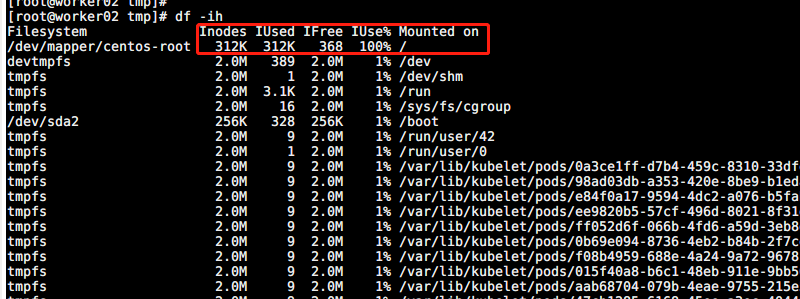 [root@worker02 tmp]#
[root@worker02 tmp]# df -ih
Filesystem Inodes IUsed IFree IUse% Mounted on
/dev/mapper/centos-root 312K 312K 368 100% /
devtmpfs 2.0M 389 2.0M 1% /dev
tmpfs 2.0M 1 2.0M 1% /dev/shm
tmpfs 2.0M 3.1K 2.0M 1% /run
tmpfs 2.0M 16 2.0M 1% /sys/fs/cgroup
/dev/sda2 256K 328 256K 1% /boot
tmpfs 2.0M 9 2.0M 1% /run/user/42
tmpfs 2.0M 1 2.0M 1% /run/user/0
tmpfs 2.0M 9 2.0M 1% /var/lib/kubelet/pods/0a3ce1ff-d7b4-459c-8310-33df
tmpfs 2.0M 9 2.0M 1% /var/lib/kubelet/pods/98ad03db-a353-420e-8be9-b1ed
tmpfs 2.0M 9 2.0M 1% /var/lib/kubelet/pods/e84f0a17-9594-4dc2-a076-b5fa
tmpfs 2.0M 9 2.0M 1% /var/lib/kubelet/pods/ee9820b5-57cf-496d-8021-8f31
tmpfs 2.0M 9 2.0M 1% /var/lib/kubelet/pods/ff052d6f-066b-4fd6-a59d-3eb8
tmpfs 2.0M 9 2.0M 1% /var/lib/kubelet/pods/0b69e094-8736-4eb2-b84b-2f7c
tmpfs 2.0M 9 2.0M 1% /var/lib/kubelet/pods/f08b4959-688e-4a24-9a72-9678
tmpfs 2.0M 9 2.0M 1% /var/lib/kubelet/pods/015f40a8-b6c1-48eb-911e-9bb5
tmpfs 2.0M 9 2.0M 1% /var/lib/kubelet/pods/aab68704-079b-4eae-9755-215e